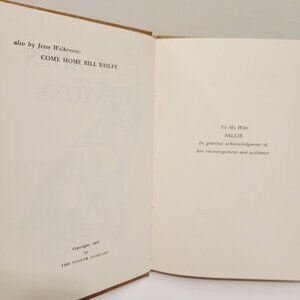 also by Jesse Wilkerson:
COME HOME BILL BAILEY
Copyright, 1967
by
THE NAYLOR COMPANY
To My Wife
SALLIE
In grateful acknowledgment of
her encouragement and assistance